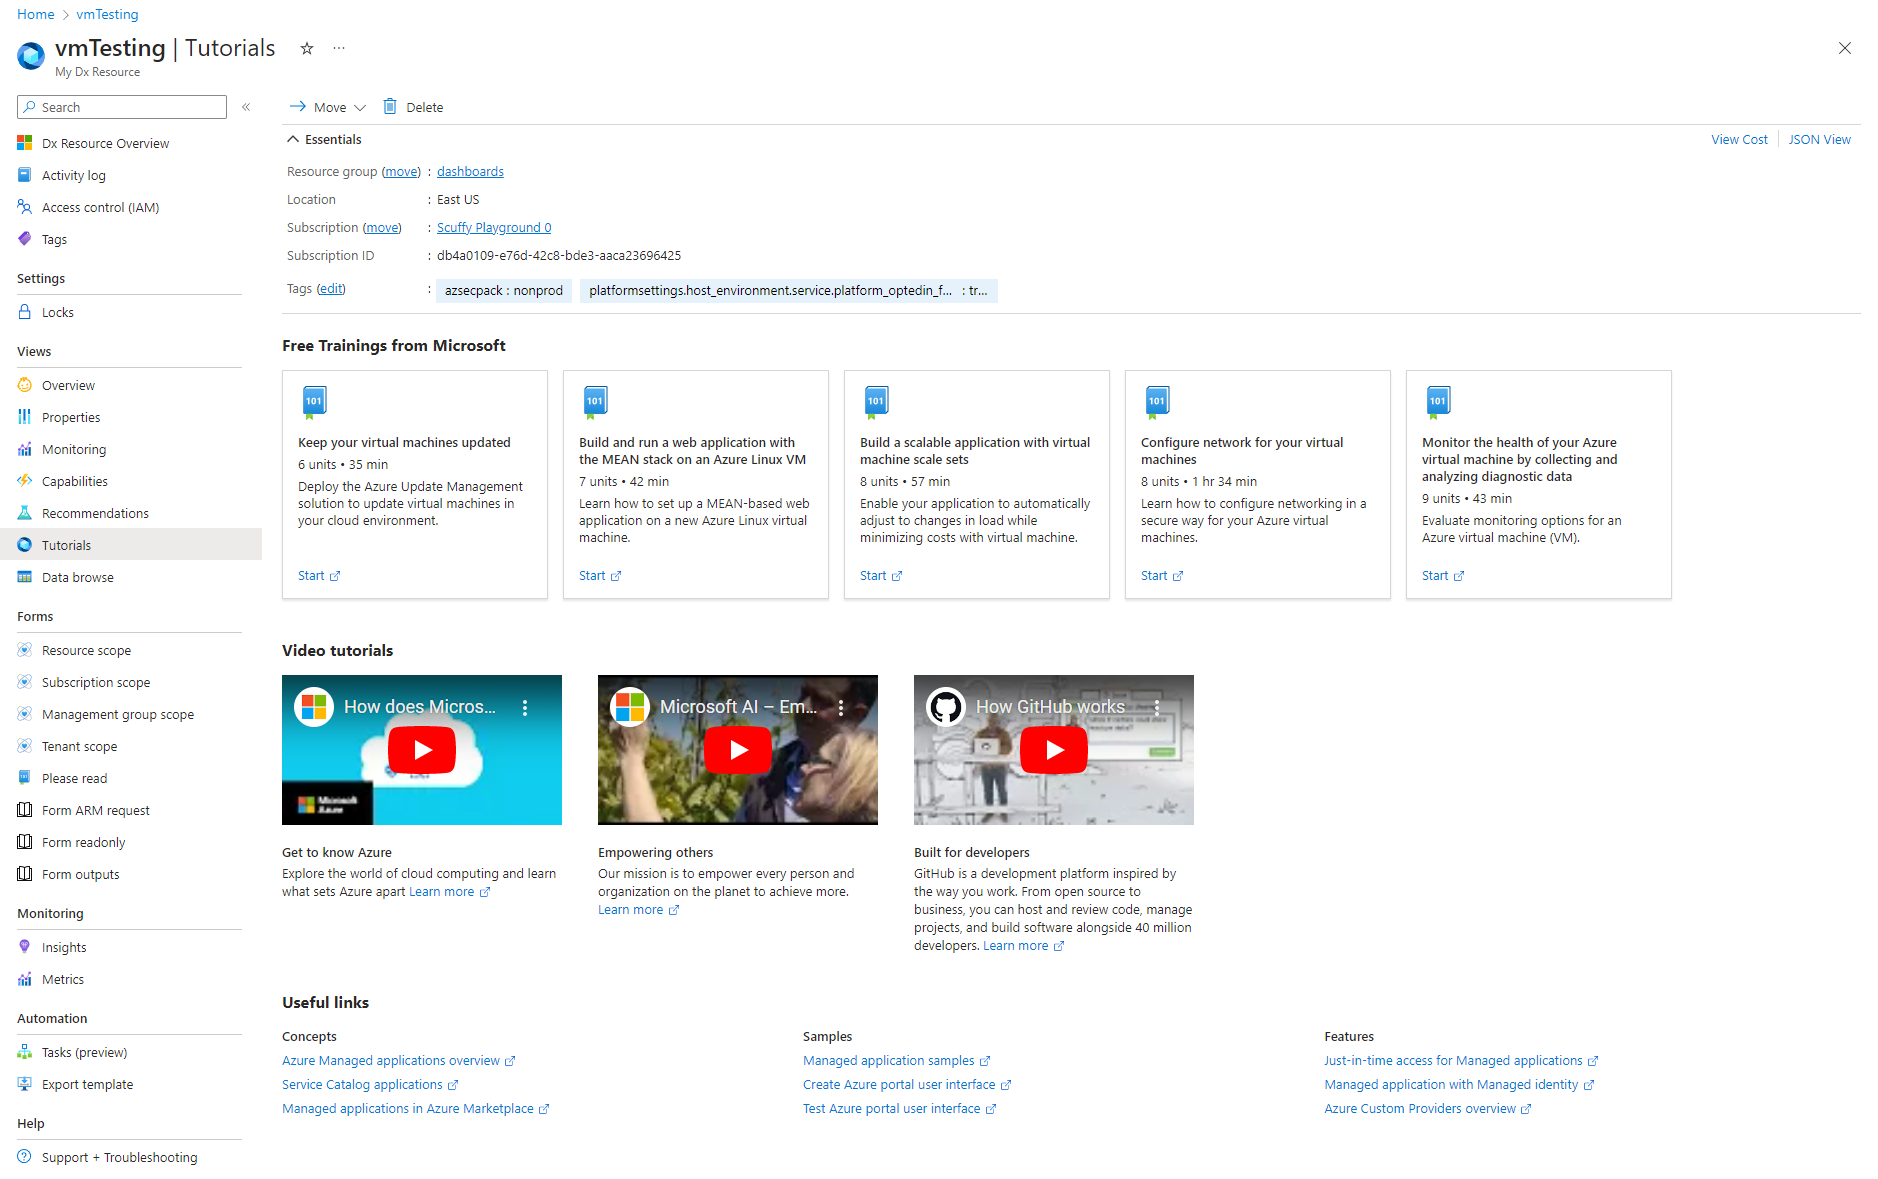 Home > vmTesting
vmTesting | Tutorials
My Dx Resource
Search
Dx Resource Overview
Activity log
Access control (IAM)
Tags
Settings
Locks
Views
Overview
Properties
Monitoring
Capabilities
Recommendations
Tutorials
Data browse
Forms
Resource scope
Subscription scope
Management group scope
Tenant scope
Please read
Form ARM request
Form readonly
Form outputs
Monitoring
Insights
Metrics
Automation
Tasks (preview)
Export template
Help
Support + Troubleshooting
Move
Delete
Essentials
View Cost
JSON View
Resource group (move) : dashboards
Location : East US
Subscription (move) : Scuffy Playground 0
Subscription ID : db4a0109-e76d-42c8-bde3-aaca23696425
Tags (edit) : azsecpack : nonprod platformsettings.host_environment.service.platform_optedin_f... : tr...
Free Trainings from Microsoft
101
Keep your virtual machines updated
6 units • 35 min
Deploy the Azure Update Management
solution to update virtual machines in
your cloud environment.
Start
101
Build and run a web application with
the MEAN stack on an Azure Linux VM
7 units • 42 min
Learn how to set up a MEAN-based web
application on a new Azure Linux virtual
machine.
Start
101
Build a scalable application with virtual
machine scale sets
8 units • 57 min
Enable your application to automatically
adjust to changes in load while
minimizing costs with virtual machine.
Start
101
Configure network for your virtual
machines
8 units • 1 hr 34 min
Learn how to configure networking in a
secure way for your Azure virtual
machines.
Start
101
Monitor the health of your Azure
virtual machine by collecting and
analyzing diagnostic data
9 units • 43 min
Evaluate monitoring options for an
Azure virtual machine (VM).
Start
Video tutorials
How does Micros...
Microsoft
Azure
Get to know Azure
Explore the world of cloud computing and learn
what sets Azure apart Learn more
Microsoft AI – Em...
Empowering others
Our mission is to empower every person and
organization on the planet to achieve more.
Learn more
How GitHub works
Built for developers
GitHub is a development platform inspired by
the way you work. From open source to
business, you can host and review code, manage
projects, and build software alongside 40 million
developers. Learn more
Useful links
Concepts
Azure Managed applications overview
Service Catalog applications
Managed applications in Azure Marketplace
Samples
Managed application samples
Create Azure portal user interface
Test Azure portal user interface
Features
Just-in-time access for Managed applications
Managed application with Managed identity
Azure Custom Providers overview